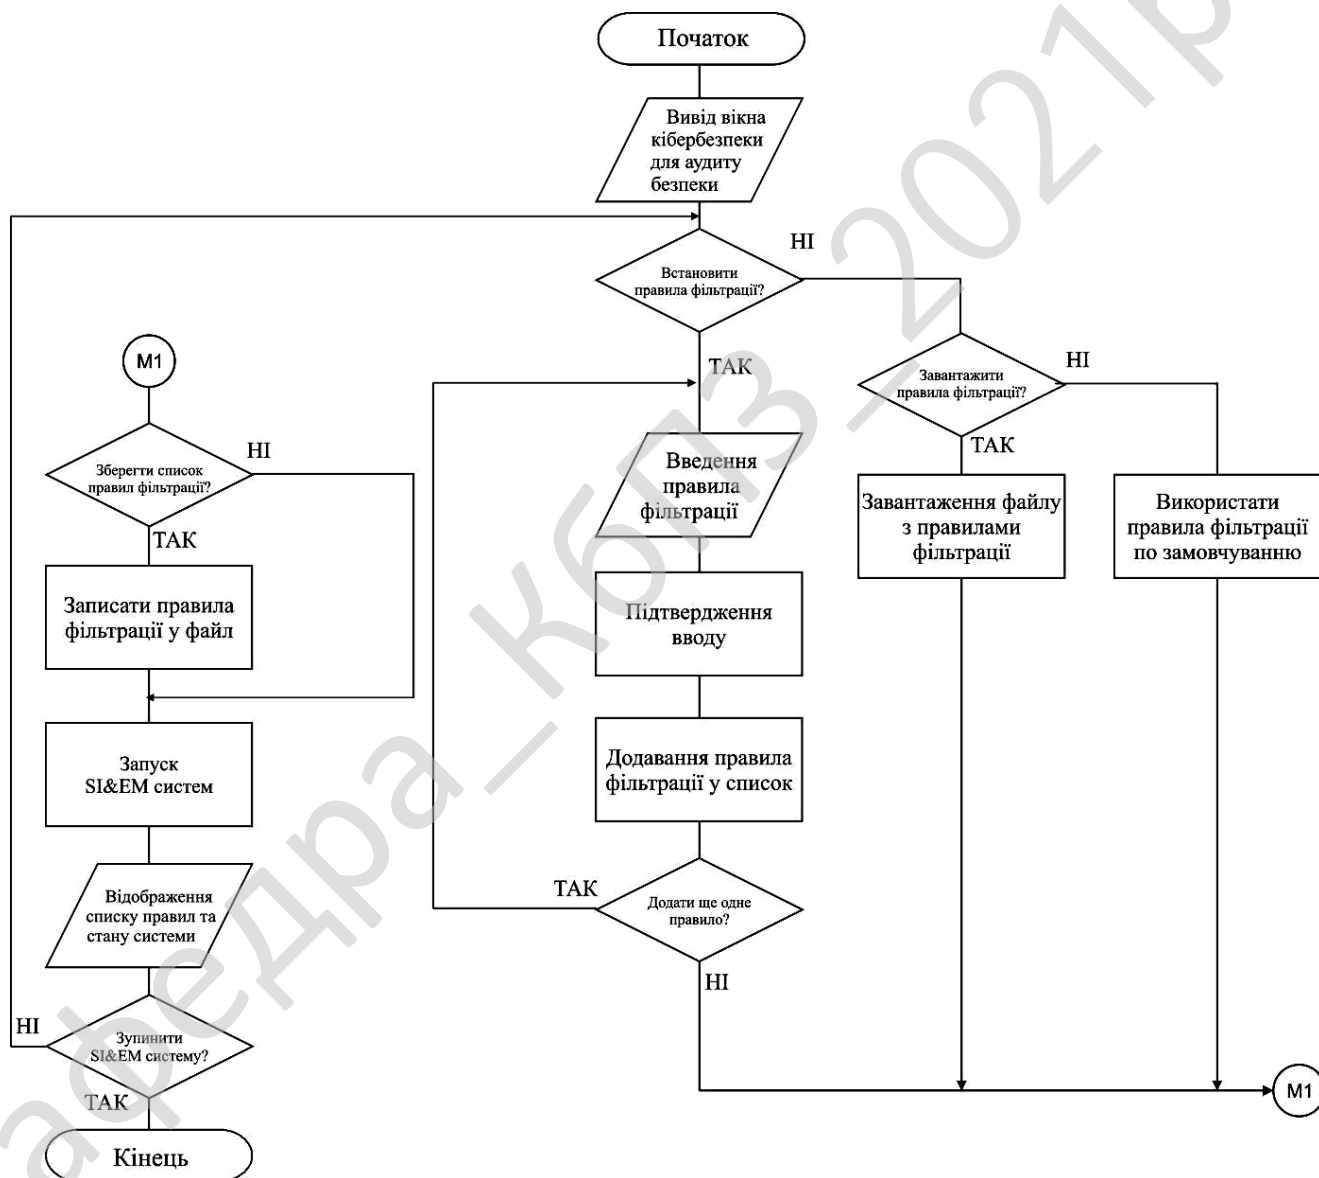 Початок
Вивід вікна
кібербезпеки
для аудиту
безпеки
Встановити
правила фільтрації?
НІ
ТАК
Завантажити
правила фільтрації?
НІ
ТАК
Завантаження файлу
з правилами
фільтрації
Використати
правила фільтрації
по замовчуванню
Введення
правила
фільтрації
Підтвердження
вводу
Додавання правила
фільтрації у список
Додати ще одне
правило?
ТАК
НІ
М1
М1
Зберегти список
правил фільтрації?
НІ
ТАК
Записати правила
фільтрації у файл
Запуск
SI&EM систем
Відображення
списку правил та
стану системи
Зупинити
SI&EM систему?
НІ
ТАК
Кінець
афедра_КбПЗ_2021р